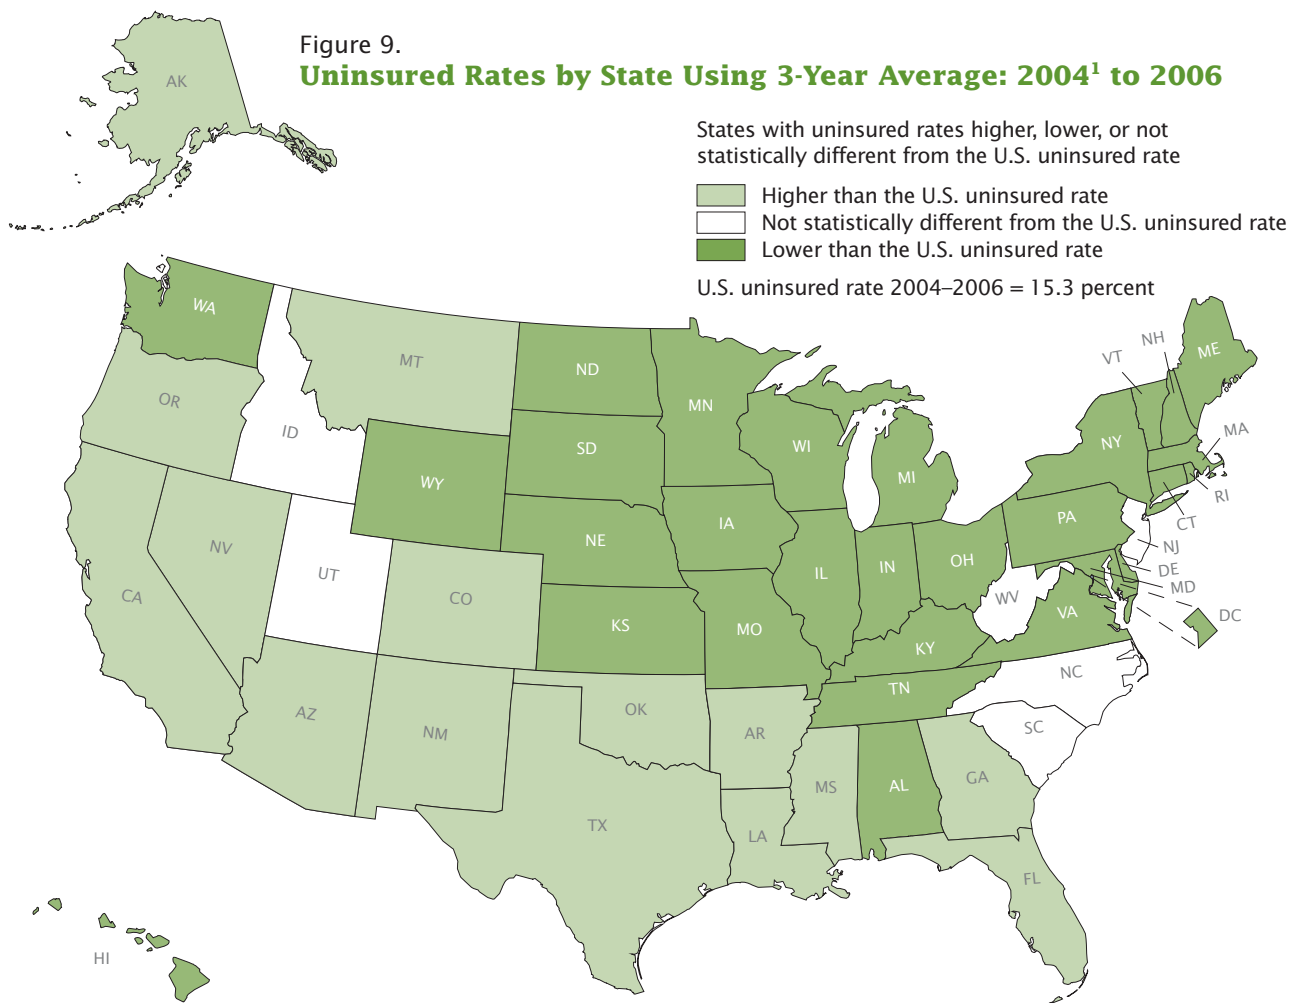 Figure 9.
Uninsured Rates by State Using 3-Year Average: 2004¹ to 2006
States with uninsured rates higher, lower, or not
statistically different from the U.S. uninsured rate
Higher than the U.S. uninsured rate
Not statistically different from the U.S. uninsured rate
Lower than the U.S. uninsured rate
U.S. uninsured rate 2004–2006 = 15.3 percent
AK
WA
MT
ND
MN
VT
NH
ME
OR
ID
SD
WI
NY
MA
WY
MI
RI
NV
NE
IA
PA
CT
NJ
UT
IL
IN
OH
DE
MD
CA
CO
KS
MO
WV
VA
DC
KY
AZ
NM
OK
TN
NC
AR
SC
TX
MS
AL
GA
LA
FL
HI